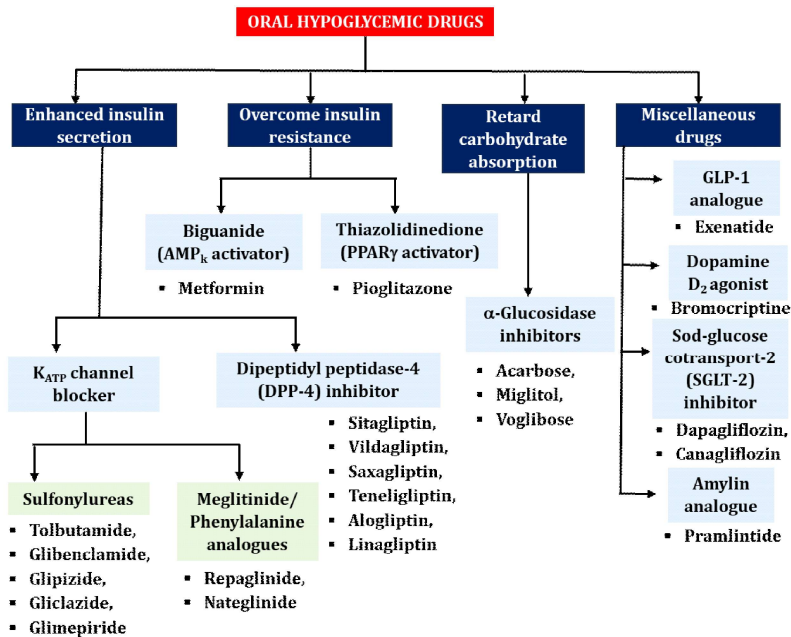 ORAL HYPOGLYCEMIC DRUGS
Enhanced insulin
secretion
Overcome insulin
resistance
Retard
carbohydrate
absorption
Miscellaneous
drugs
Biguanide
(AMPk activator)
▪ Metformin
Thiazolidinedione
(PPARγ activator)
▪ Pioglitazone
α-Glucosidase
inhibitors
▪ Acarbose,
▪ Miglitol,
▪ Voglibose
GLP-1
analogue
▪ Exenatide
Dopamine
D2 agonist
▪ Bromocriptine
Sod-glucose
cotransport-2
(SGLT-2)
inhibitor
▪ Dapagliflozin,
▪ Canagliflozin
Amylin
analogue
▪ Pramlintide
KATP channel
blocker
Dipeptidyl peptidase-4
(DPP-4) inhibitor
▪ Sitagliptin,
▪ Vildagliptin,
▪ Saxagliptin,
▪ Teneligliptin,
▪ Alogliptin,
▪ Linagliptin
Sulfonylureas
▪ Tolbutamide,
▪ Glibenclamide,
▪ Glipizide,
▪ Gliclazide,
▪ Glimepiride
Meglitinide/
Phenylalanine
analogues
▪ Repaglinide,
▪ Nateglinide